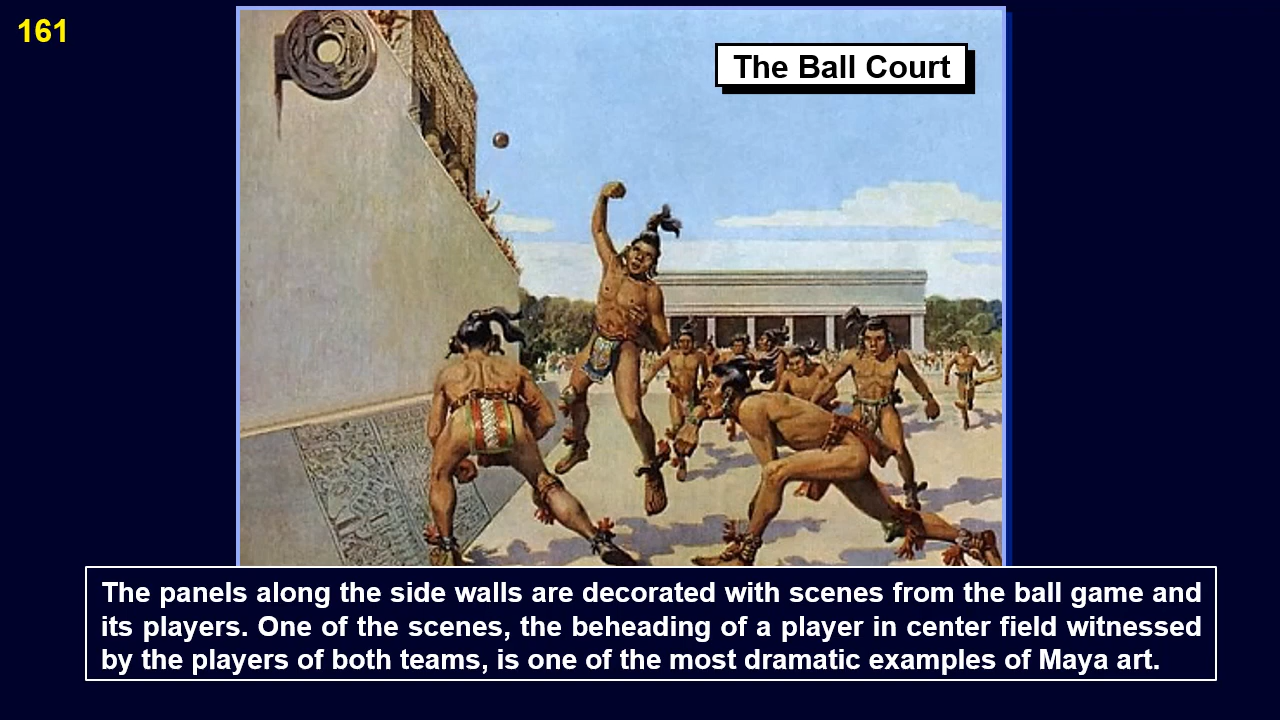 161
The Ball Court
The panels along the side walls are decorated with scenes from the ball game and
its players. One of the scenes, the beheading of a player in center field witnessed
by the players of both teams, is one of the most dramatic examples of Maya art.